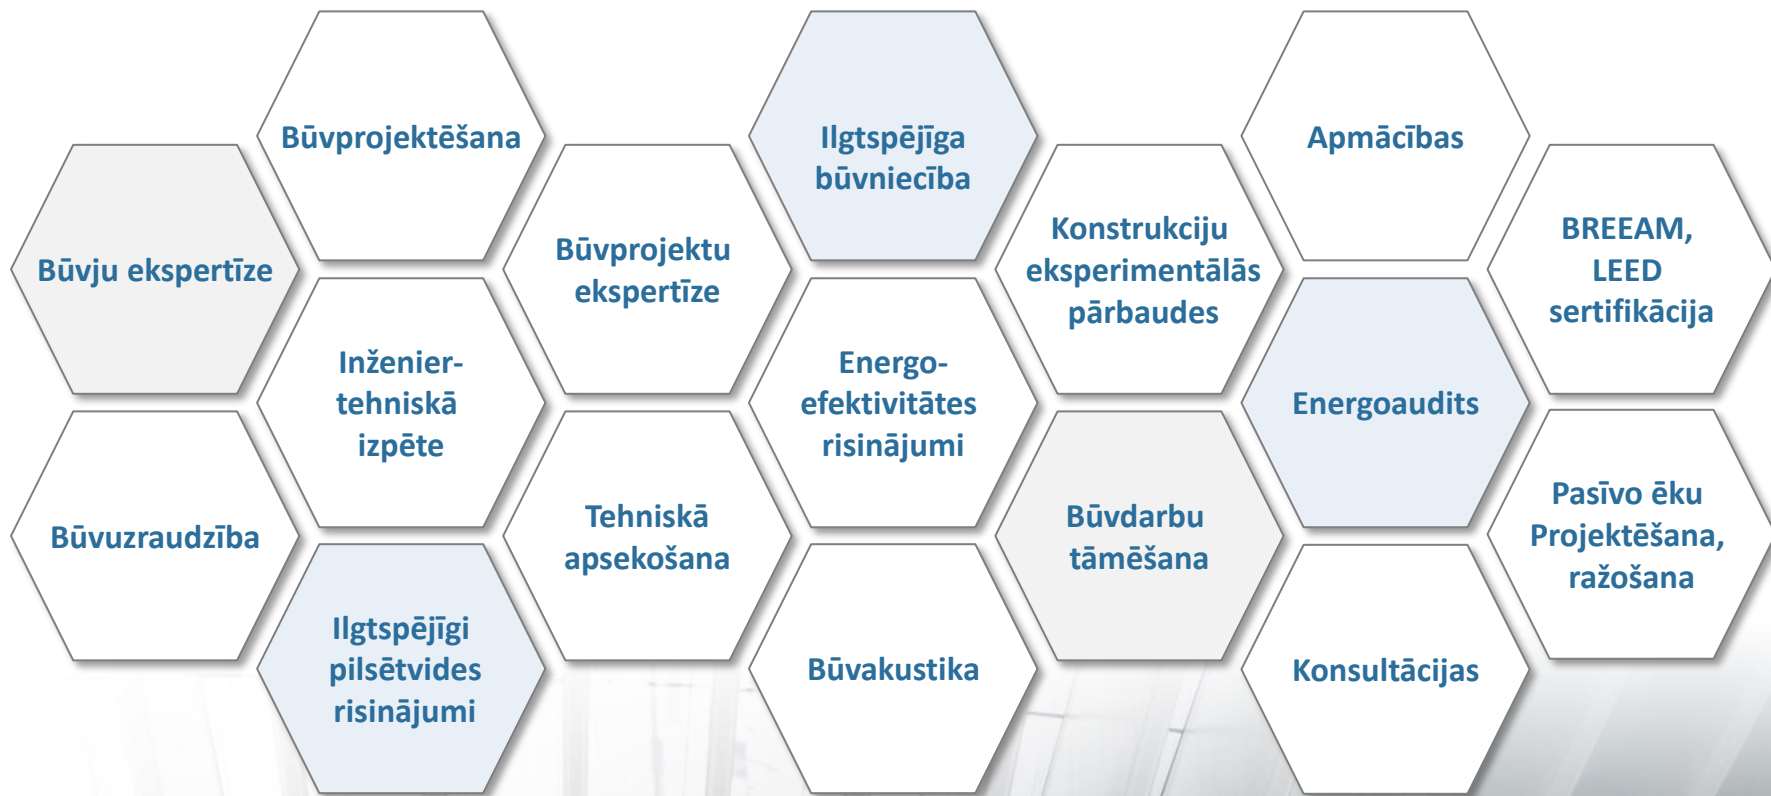 Būvprojektēšana
Ilgtspējīga
būvniecība
Apmācības
Būvju ekspertīze
Būvprojektu
ekspertīze
Konstrukciju
eksperimentālās
pārbaudes
BREEAM,
LEED
sertifikācija
Inženier-
tehniskā
izpēte
Energo-
efektivitātes
risinājumi
Energoaudits
Būvuzraudzība
Tehniskā
apsekošana
Būvdarbu
tāmēšana
Pasīvo ēku
Projektēšana,
ražošana
Ilgtspējīgi
pilsētvides
risinājumi
Būvakustika
Konsultācijas